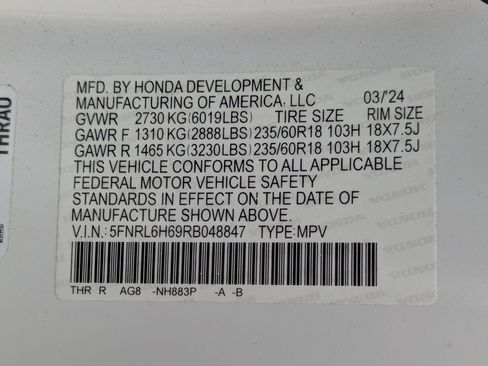 MFD. BY HONDA DEVELOPMENT &
MANUFACTURING OF AMERICA, LLC 03/'24
GVWR 2730 KG(6019LBS) TIRE SIZE RIM SIZE
GAWR F 1310 KG(2888LBS) 235/60R18 103H 18X7.5J
GAWR R 1465 KG(3230LBS) 235/60R18 103H 18X7.5J
THIS VEHICLE CONFORMS TO ALL APPLICABLE
FEDERAL MOTOR VEHICLE SAFETY
STANDARDS IN EFFECT ON THE DATE OF
MANUFACTURE SHOWN ABOVE.
V.I.N.: 5FNRL6H69RB048847 TYPE: MPV
THR R AG8 -NH883P -A -B
THRAO
HONDA